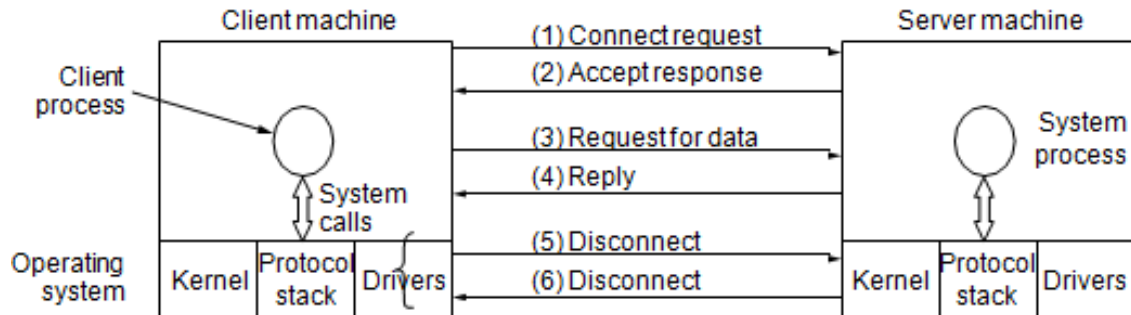 Client machine
Server machine
(1) Connect request
(2) Accept response
Client
process
(3) Request for data
System
process
(4) Reply
System
calls
(5) Disconnect
(6) Disconnect
Operating
system
Kernel
Protocol
stack
Drivers
Kernel
Protocol
stack
Drivers